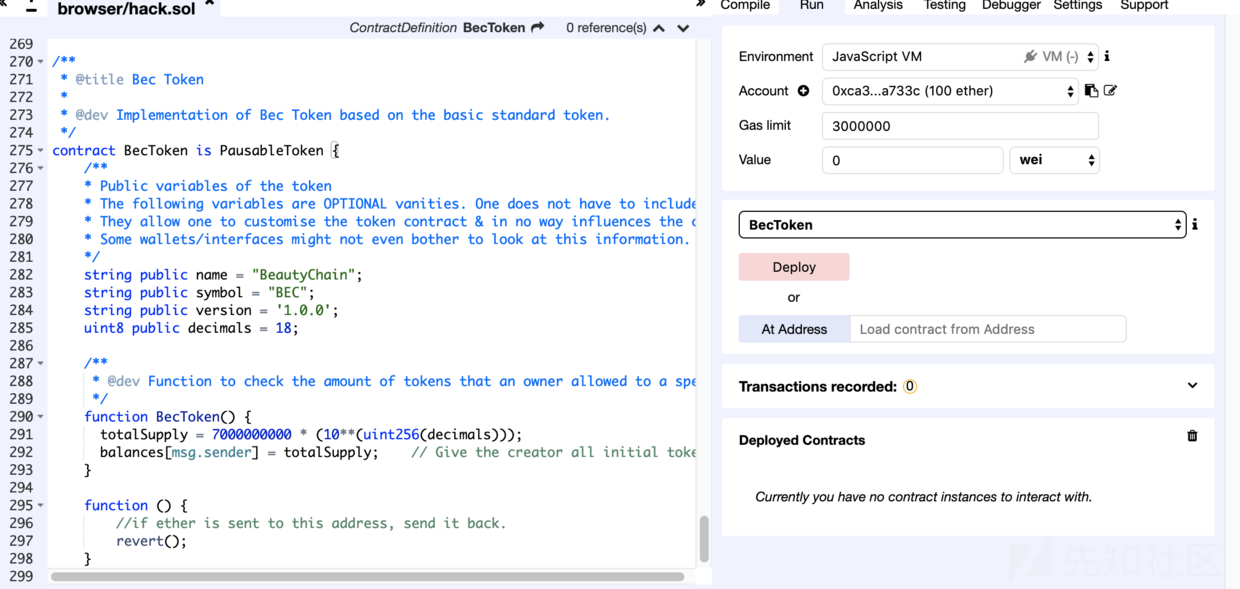 browser/hack.sol
ContractDefinition BecToken 0 reference(s)
269
270 /**
271 * @title Bec Token
272 *
273 * @dev Implementation of Bec Token based on the basic standard token.
274 */
275 contract BecToken is PausableToken {
276 /**
277 * Public variables of the token
278 * The following variables are OPTIONAL vanities. One does not have to include
279 * They allow one to customise the token contract & in no way influences the c
280 * Some wallets/interfaces might not even bother to look at this information.
281 */
282 string public name = "BeautyChain";
283 string public symbol = "BEC";
284 string public version = '1.0.0';
285 uint8 public decimals = 18;
286
287 /**
288 * @dev Function to check the amount of tokens that an owner allowed to a spe
289 */
290 function BecToken() {
291 totalSupply = 7000000000 * (10**(uint256(decimals)));
292 balances[msg.sender] = totalSupply; // Give the creator all initial toke
293 }
294
295 function () {
296 //if ether is sent to this address, send it back.
297 revert();
298 }
299
Compile Run Analysis Testing Debugger Settings Support
Environment JavaScript VM VM (-)
Account 0xca3...a733c (100 ether)
Gas limit 3000000
Value 0 wei
BecToken
Deploy
or
At Address Load contract from Address
Transactions recorded: 0
Deployed Contracts
Currently you have no contract instances to interact with.
先知社区